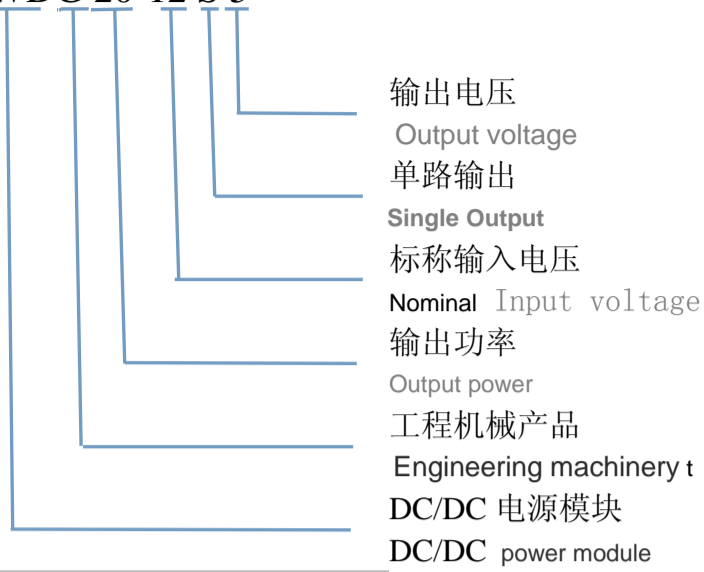 输出电压
Output voltage
单路输出
Single Output
标称输入电压
Nominal Input voltage
输出功率
Output power
工程机械产品
Engineering machinery t
DC/DC 电源模块
DC/DC power module